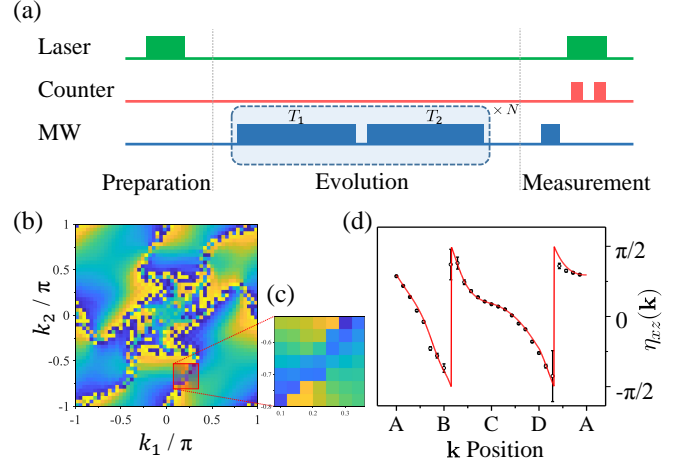 (a)
Laser
Counter
MW
T₁
T₂
× N
Preparation
Evolution
Measurement
(b)
1
0.5
0
-0.5
-1
k₂ / π
-1
-0.5
0
0.5
1
k₁ / π
(c)
-0.6
-0.7
-0.8
0.1
0.2
0.3
(d)
π/2
0
-π/2
η_{xz}(k)
A
B
C
D
A
k Position